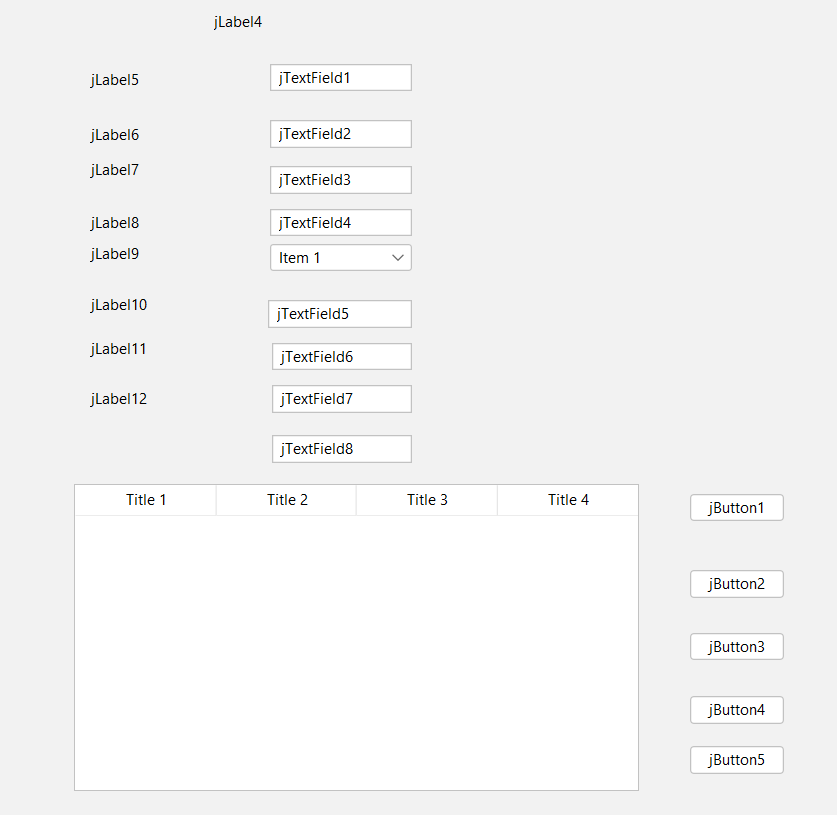 jLabel4
jLabel5 jTextField1
jLabel6 jTextField2
jLabel7 jTextField3
jLabel8 jTextField4
jLabel9 Item 1
jLabel10 jTextField5
jLabel11 jTextField6
jLabel12 jTextField7
jTextField8
Title 1 Title 2 Title 3 Title 4
jButton1
jButton2
jButton3
jButton4
jButton5